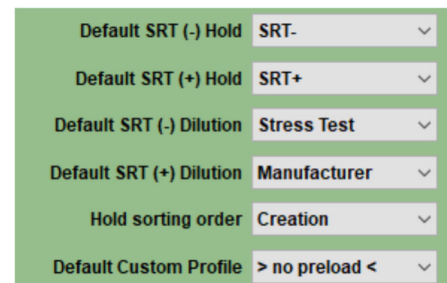 Default SRT (-) Hold SRT-
Default SRT (+) Hold SRT+
Default SRT (-) Dilution Stress Test
Default SRT (+) Dilution Manufacturer
Hold sorting order Creation
Default Custom Profile > no preload <